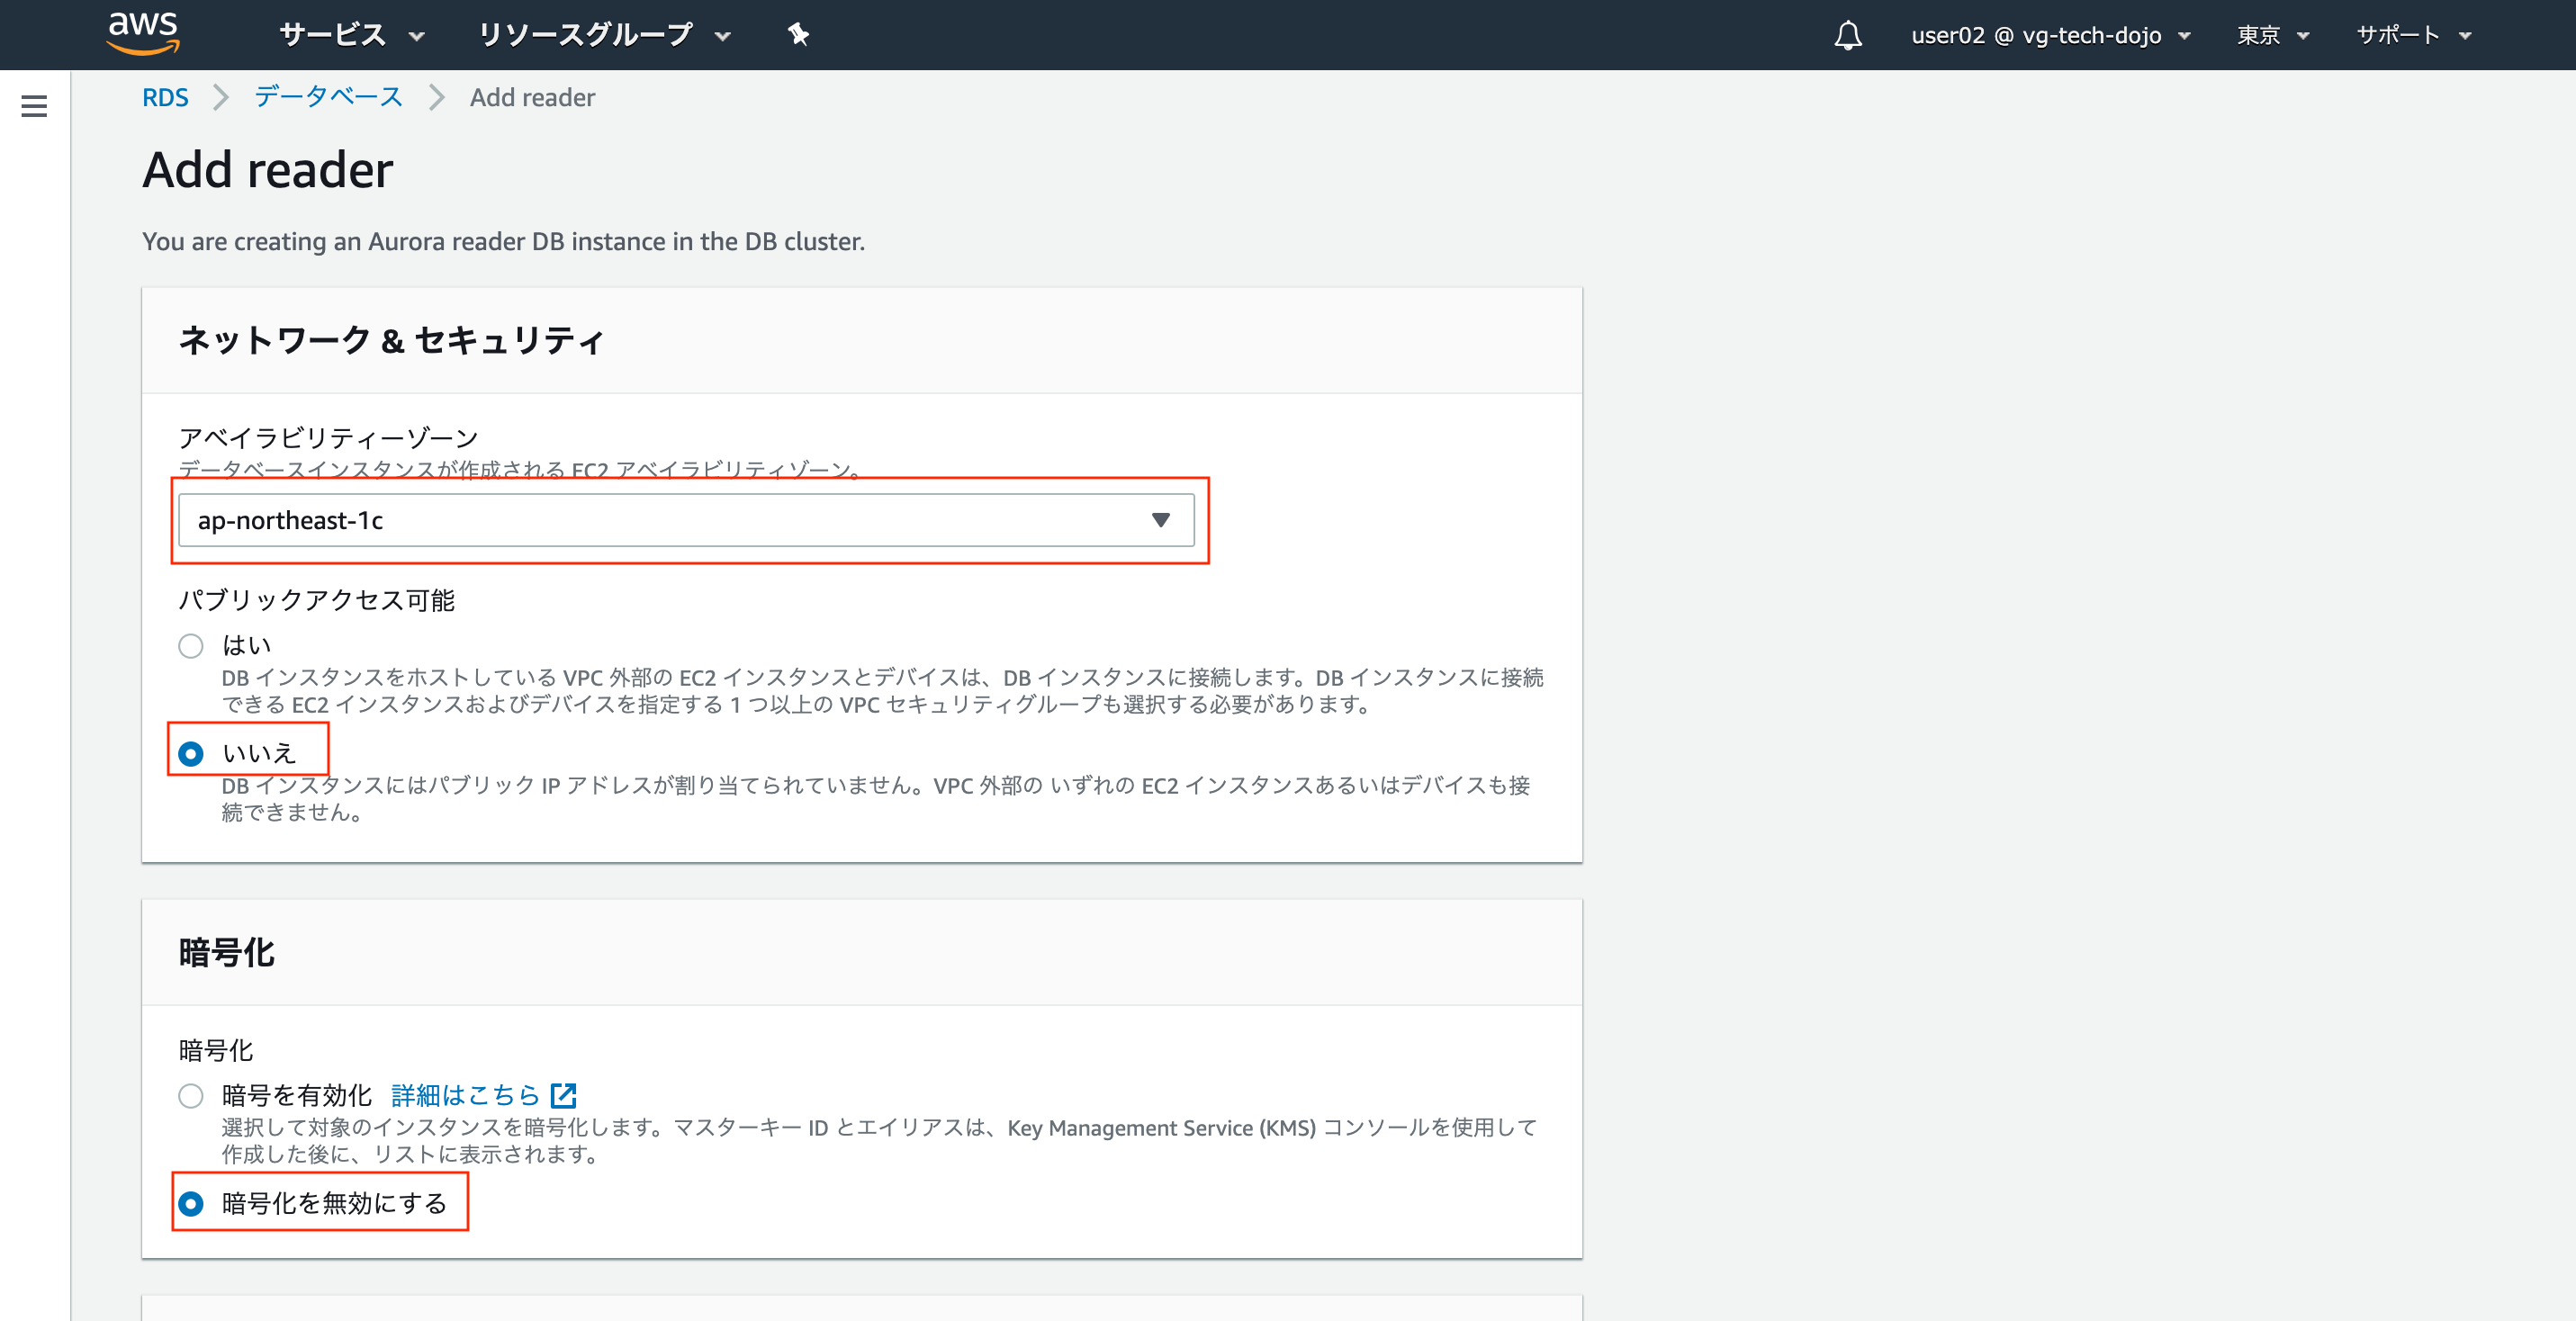 aws サービス リソースグループ user02 @ vg-tech-dojo 東京 サポート
RDS データベース Add reader
Add reader
You are creating an Aurora reader DB instance in the DB cluster.
ネットワーク & セキュリティ
アベイラビリティーゾーン
データベースインスタンスが作成される EC2 アベイラビリティゾーン。
ap-northeast-1c
パブリックアクセス可能
はい
DB インスタンスをホストしている VPC 外部の EC2 インスタンスとデバイスは、DB インスタンスに接続します。DB インスタンスに接続
できる EC2 インスタンスおよびデバイスを指定する 1 つ以上の VPC セキュリティグループも選択する必要があります。
いいえ
DB インスタンスにはパブリック IP アドレスが割り当てられていません。VPC 外部の いずれの EC2 インスタンスあるいはデバイスも接
続できません。
暗号化
暗号化
暗号を有効化 詳細はこちら
選択して対象のインスタンスを暗号化します。マスターキー ID とエイリアスは、Key Management Service (KMS) コンソールを使用して
作成した後に、リストに表示されます。
暗号化を無効にする